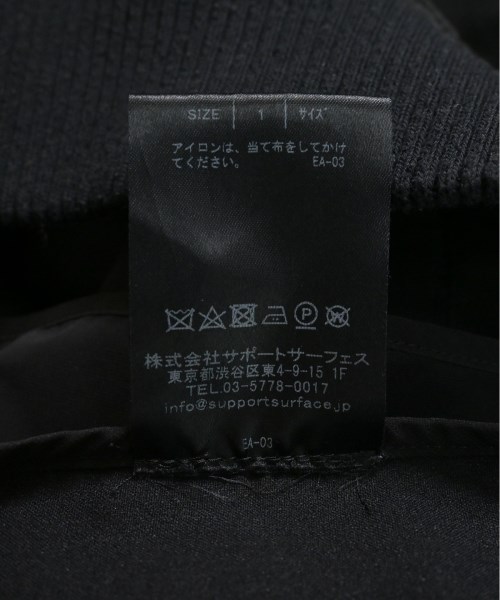 SIZE 1 サイズ
アイロンは、当て布をしてかけ
てください。 EA-03
株式会社サポートサーフェス
東京都渋谷区東4-9-15 1F
TEL.03-5778-0017
info@supportsurface.jp
EA-03